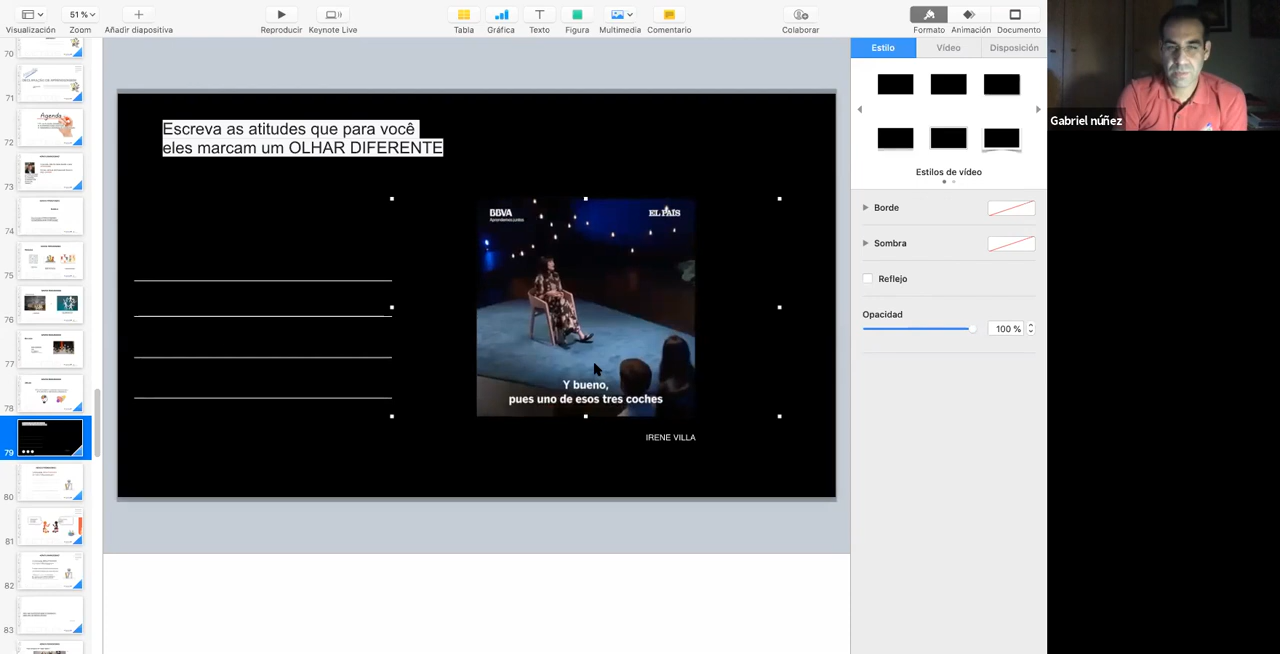 51 %
Visualización
Zoom
Añadir diapositiva
Reproducir
Keynote Live
Tabla
Gráfica
Texto
Figura
Multimedia
Comentario
Colaborar
Formato
Animación
Documento
Estilo
Vídeo
Disposición
Estilos de vídeo
Borde
Sombra
Reflejo
Opacidad
100 %
Gabriel núñez
70
71
72
Agenda
73
74
75
76
77
78
79
80
81
82
83
Escreva as atitudes que para você
eles marcam um OLHAR DIFERENTE
BBVA
Aprendemos juntos
EL PAÍS
Y bueno,
pues uno de esos tres coches
IRENE VILLA